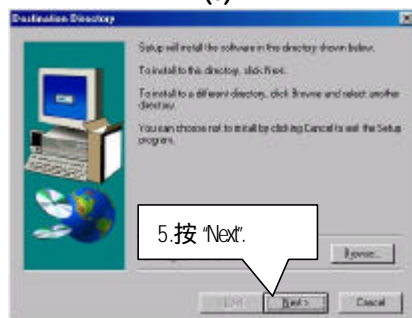 Destination Directory
Setup will install the software in the directory shown below.
To install to this directory, click Next.
To install to a different directory, click Browse and select another
directory.
You can choose not to install by clicking Cancel to exit the Setup
program.
5.按 "Next".
Browse...
Next >
Cancel